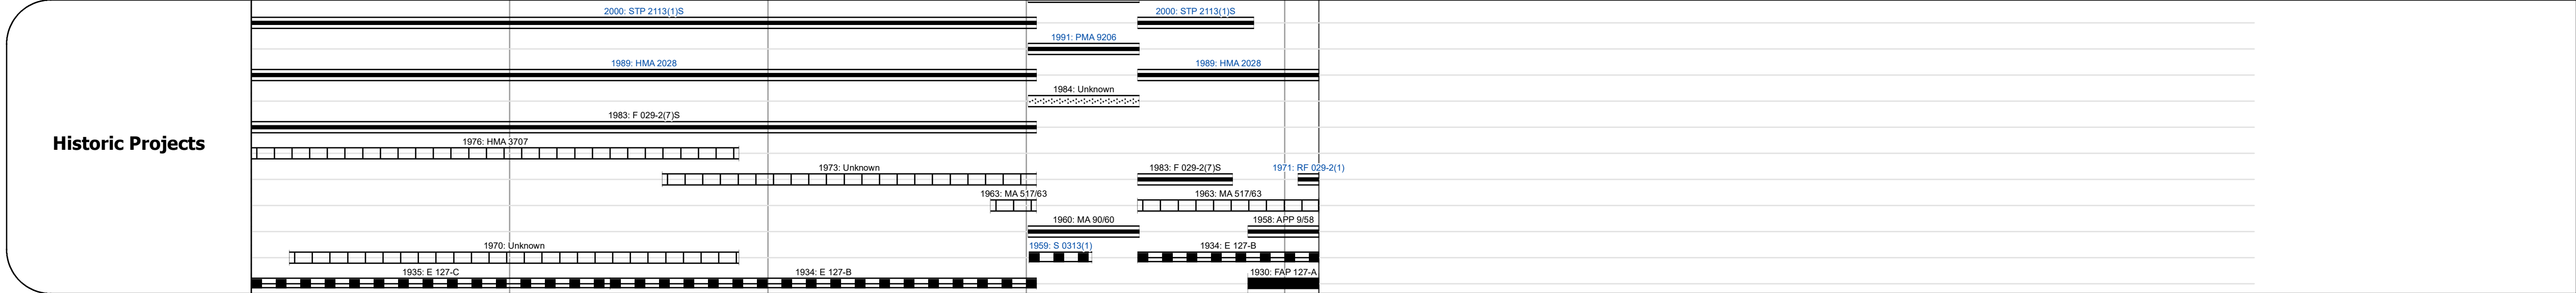 2000: STP 2113(1)S 2000: STP 2113(1)S
1991: PMA 9206
1989: HMA 2028 1989: HMA 2028
1984: Unknown
1983: F 029-2(7)S
Historic Projects
1976: HMA 3707
1973: Unknown 1983: F 029-2(7)S 1971: RF 029-2(1)
1963: MA 517/63 1963: MA 517/63
1960: MA 90/60 1958: APP 9/58
1970: Unknown 1959: S 0313(1) 1934: E 127-B
1935: E 127-C 1934: E 127-B 1930: FAP 127-A